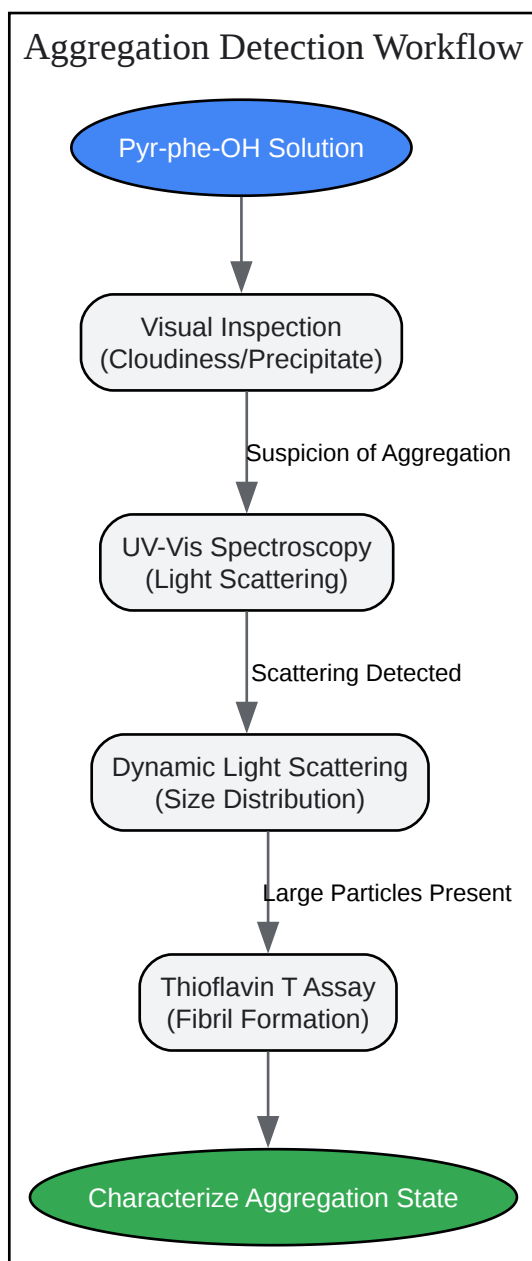 Aggregation Detection Workflow
Pyr-phe-OH Solution
Visual Inspection
(Cloudiness/Precipitate)
Suspicion of Aggregation
UV-Vis Spectroscopy
(Light Scattering)
Scattering Detected
Dynamic Light Scattering
(Size Distribution)
Large Particles Present
Thioflavin T Assay
(Fibril Formation)
Characterize Aggregation State